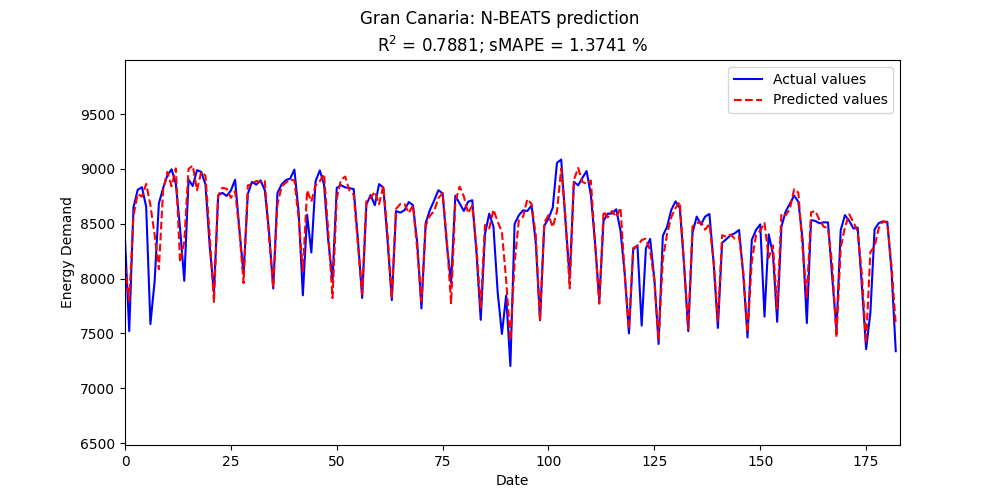 Gran Canaria: N-BEATS prediction
R² = 0.7881; sMAPE = 1.3741 %
Actual values
Predicted values
Energy Demand
9500
9000
8500
8000
7500
7000
6500
0 25 50 75 100 125 150 175
Date